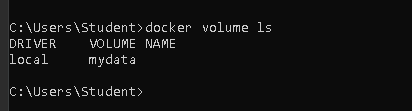 C:\Users\Student>docker volume ls
DRIVER    VOLUME NAME
local     mydata
C:\Users\Student>